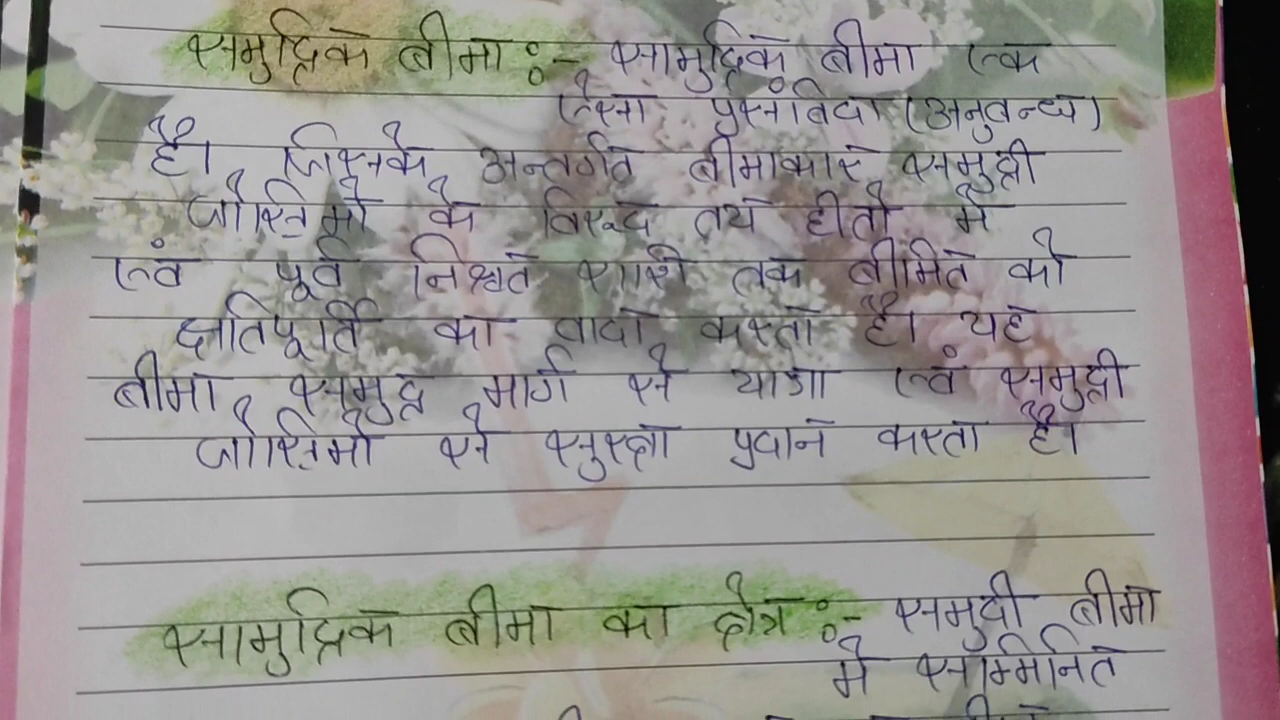 समुद्रिक बीमा :- सामुद्रिक बीमा एक
ऐसा प्रसंविदा (अनुबन्ध)
है। जिसके अन्तर्गत बीमाकार समुद्री
जोखिमो के विरूद्ध तय हीतो मे
एवं पूर्व निश्चत राशि तक बीमित को
क्षतिपूर्ति का वादा करता है। यह
बीमा समुद्र मार्ग से यात्रा एवं समुद्री
जोखिमो से सुरक्षा प्रदान करता है।
सामुद्रिक बीमा का क्षेत्र :- समुद्री बीमा
मे सम्मिलित